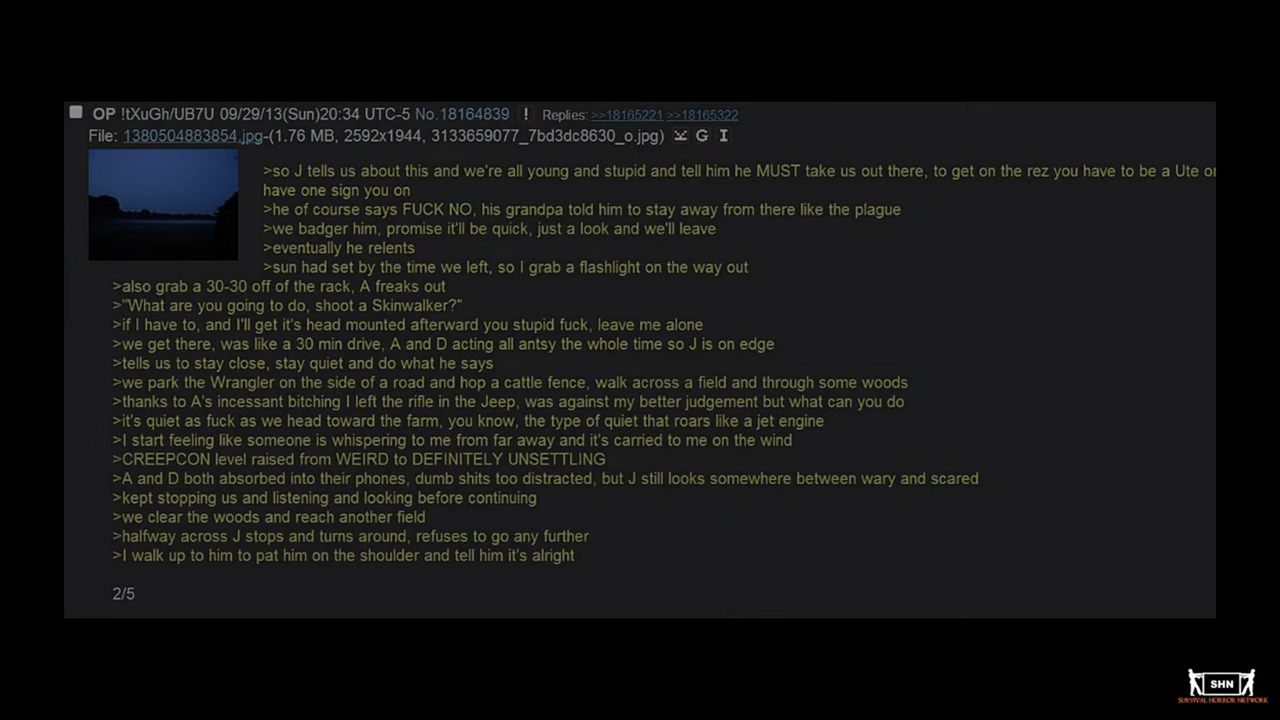 OP !tXuGh/UB7U 09/29/13(Sun)20:34 UTC-5 No.18164839 ! Replies: >>18165221 >>18165322
File: 1380504883854.jpg-(1.76 MB, 2592x1944, 3133659077_7bd3dc8630_o.jpg) G I
>so J tells us about this and we're all young and stupid and tell him he MUST take us out there, to get on the rez you have to be a Ute or
have one sign you on
>he of course says FUCK NO, his grandpa told him to stay away from there like the plague
>we badger him, promise it'll be quick, just a look and we'll leave
>eventually he relents
>sun had set by the time we left, so I grab a flashlight on the way out
>also grab a 30-30 off of the rack, A freaks out
>"What are you going to do, shoot a Skinwalker?"
>if I have to, and I'll get it's head mounted afterward you stupid fuck, leave me alone
>we get there, was like a 30 min drive, A and D acting all antsy the whole time so J is on edge
>tells us to stay close, stay quiet and do what he says
>we park the Wrangler on the side of a road and hop a cattle fence, walk across a field and through some woods
>thanks to A's incessant bitching I left the rifle in the Jeep, was against my better judgement but what can you do
>it's quiet as fuck as we head toward the farm, you know, the type of quiet that roars like a jet engine
>I start feeling like someone is whispering to me from far away and it's carried to me on the wind
>CREEPCON level raised from WEIRD to DEFINITELY UNSETTLING
>A and D both absorbed into their phones, dumb shits too distracted, but J still looks somewhere between wary and scared
>kept stopping us and listening and looking before continuing
>we clear the woods and reach another field
>halfway across J stops and turns around, refuses to go any further
>I walk up to him to pat him on the shoulder and tell him it's alright
2/5
SHN
SURVIVAL HORROR NETWORK